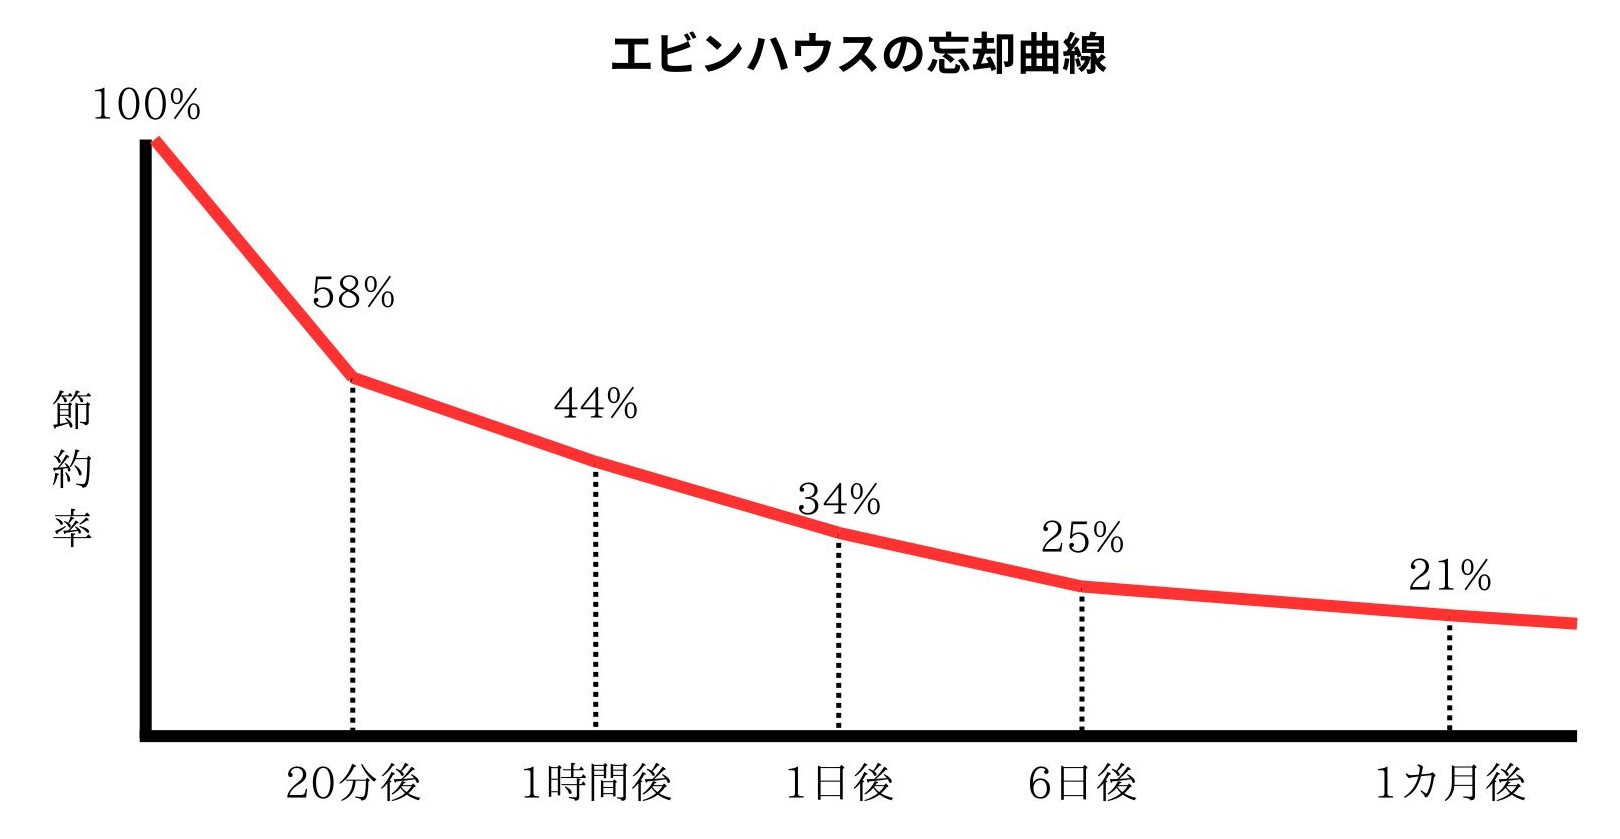 エビンハウスの忘却曲線
100%
58%
44%
34%
25%
21%
節約率
20分後
1時間後
1日後
6日後
1カ月後